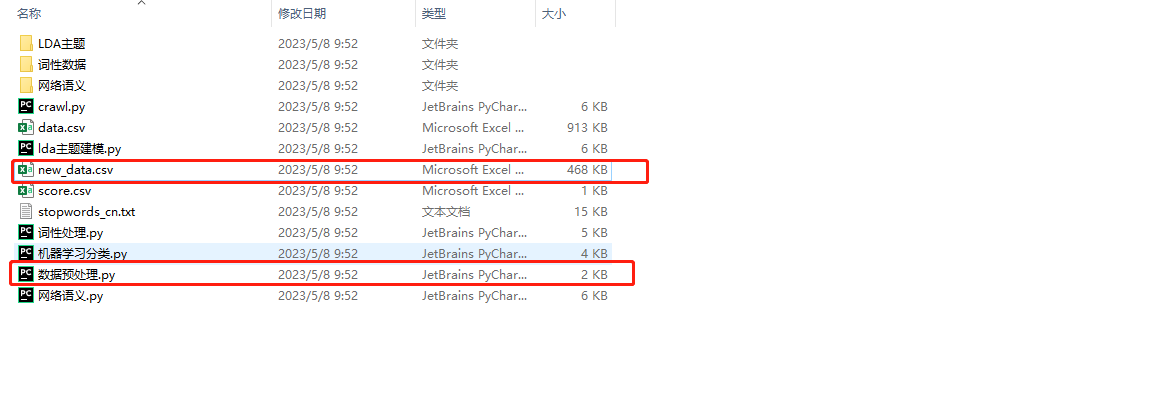 名称 修改日期 类型 大小
LDA主题 2023/5/8 9:52 文件夹
词性数据 2023/5/8 9:52 文件夹
网络语义 2023/5/8 9:52 文件夹
crawl.py 2023/5/8 9:52 JetBrains PyChar... 6 KB
data.csv 2023/5/8 9:52 Microsoft Excel ... 913 KB
lda主题建模.py 2023/5/8 9:52 JetBrains PyChar... 6 KB
new_data.csv 2023/5/8 9:52 Microsoft Excel ... 468 KB
score.csv 2023/5/8 9:52 Microsoft Excel ... 1 KB
stopwords_cn.txt 2023/5/8 9:52 文本文档 15 KB
词性处理.py 2023/5/8 9:52 JetBrains PyChar... 5 KB
机器学习分类.py 2023/5/8 9:52 JetBrains PyChar... 4 KB
数据预处理.py 2023/5/8 9:52 JetBrains PyChar... 2 KB
网络语义.py 2023/5/8 9:52 JetBrains PyChar... 6 KB